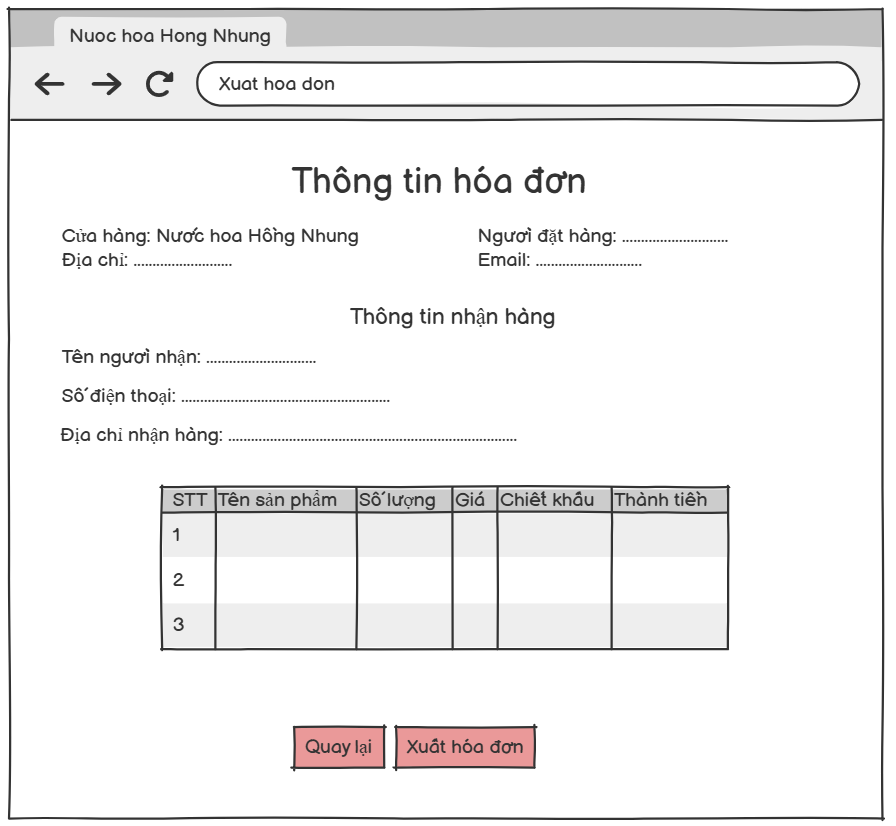 Nuoc hoa Hong Nhung
Xuat hoa don
Thông tin hóa đơn
Cửa hàng: Nước hoa Hồng Nhung
Người đặt hàng: ............................
Địa chỉ: ..........................
Email: ............................
Thông tin nhận hàng
Tên người nhận: .............................
Số điện thoại: .......................................................
Địa chỉ nhận hàng: ............................................................................
STT Tên sản phẩm Số lượng Giá Chiết khấu Thành tiền
1
2
3
Quay lại Xuất hóa đơn